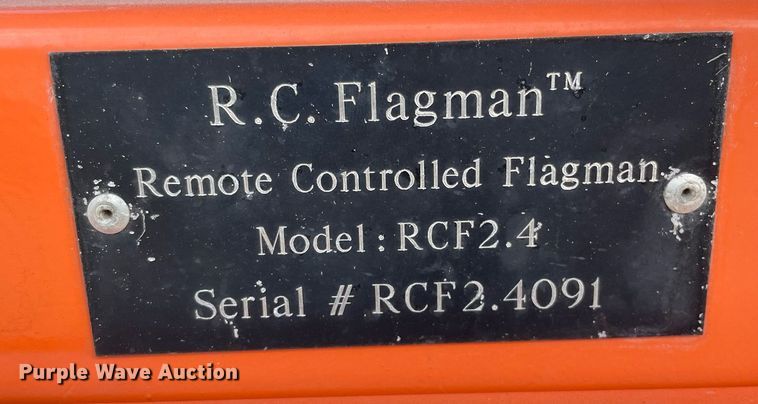 R.C. Flagman™
Remote Controlled Flagman
Model: RCF2.4
Serial # RCF2.4091
Purple Wave Auction